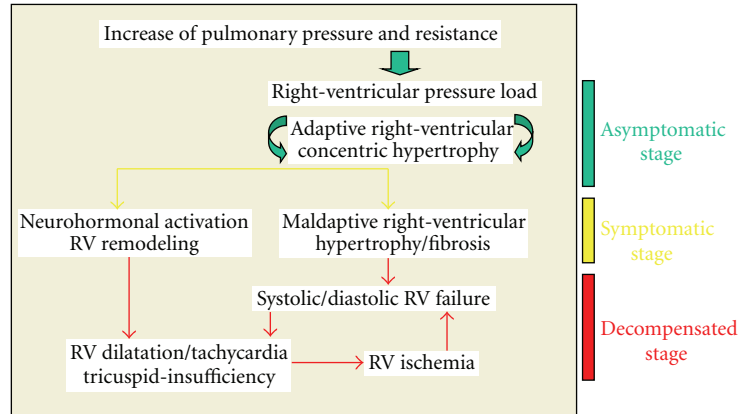 Increase of pulmonary pressure and resistance
Right-ventricular pressure load
Adaptive right-ventricular
concentric hypertrophy
Asymptomatic
stage
Neurohormonal activation
RV remodeling
Maldaptive right-ventricular
hypertrophy/fibrosis
Symptomatic
stage
Systolic/diastolic RV failure
RV dilatation/tachycardia
tricuspid-insufficiency
RV ischemia
Decompensated
stage